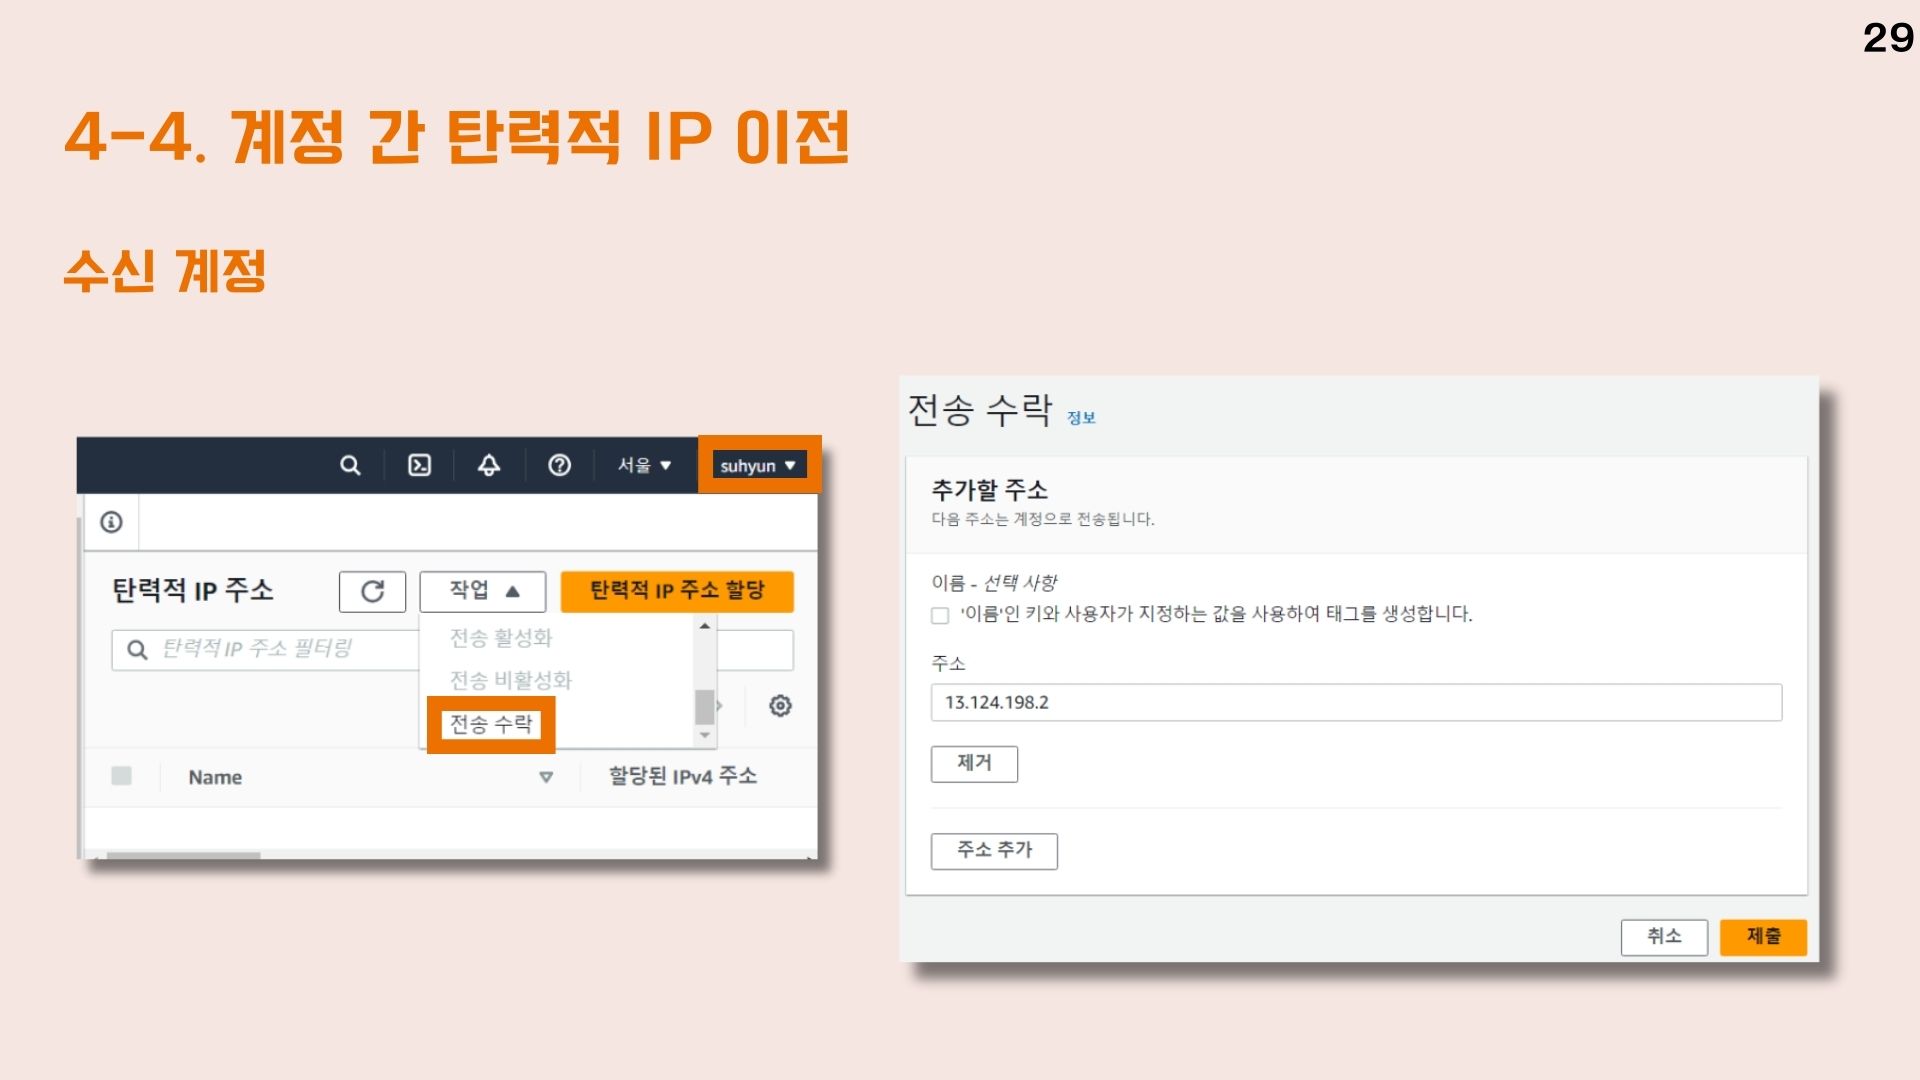 29
4-4. 계정 간 탄력적 IP 이전
수신 계정
서울 ▼
suhyun ▼
탄력적 IP 주소
작업 ▲
탄력적 IP 주소 할당
탄력적 IP 주소 필터링
전송 활성화
전송 비활성화
전송 수락
Name
할당된 IPv4 주소
전송 수락 정보
추가할 주소
다음 주소는 계정으로 전송됩니다.
이름 - 선택 사항
'이름'인 키와 사용자가 지정하는 값을 사용하여 태그를 생성합니다.
주소
13.124.198.2
제거
주소 추가
취소
제출